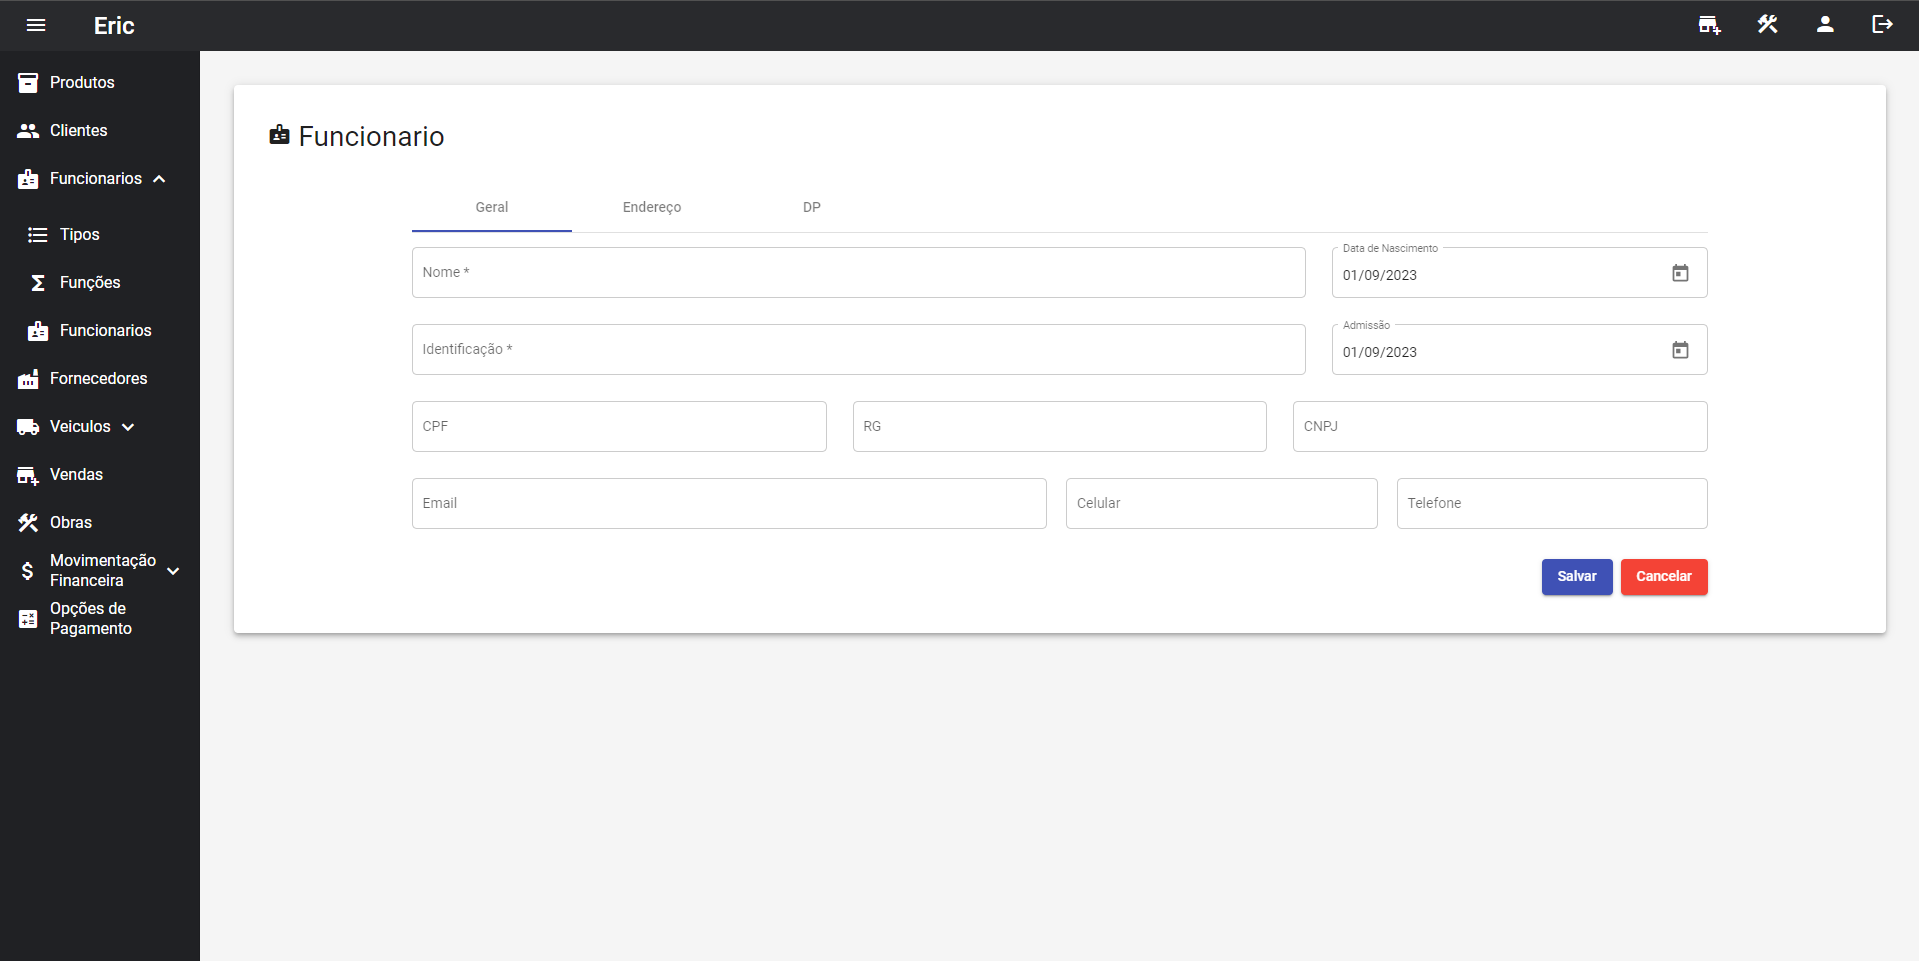 Eric
Produtos
Clientes
Funcionarios
Tipos
Funções
Funcionarios
Fornecedores
Veiculos
Vendas
Obras
Movimentação
Financeira
Opções de
Pagamento
Funcionario
Geral
Endereço
DP
Nome *
Data de Nascimento
01/09/2023
Identificação *
Admissão
01/09/2023
CPF
RG
CNPJ
Email
Celular
Telefone
Salvar
Cancelar